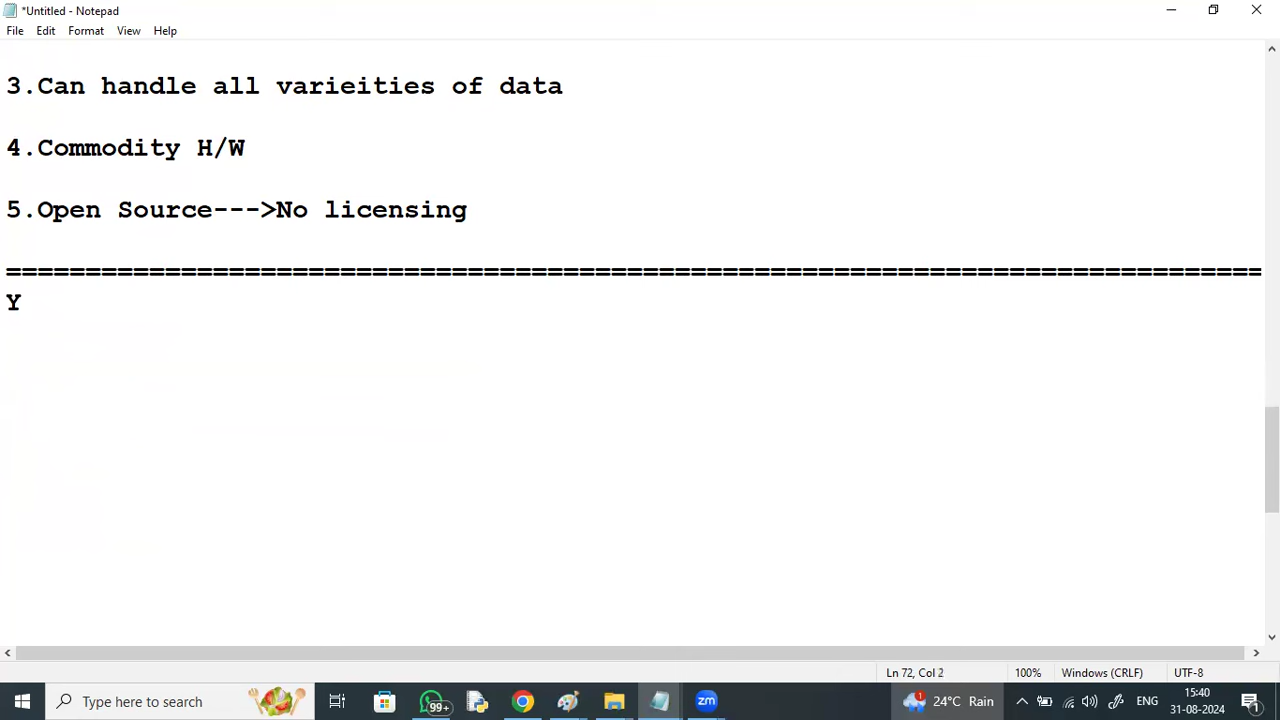 *Untitled - Notepad
File Edit Format View Help
3.Can handle all varieities of data
4.Commodity H/W
5.Open Source--->No licensing
===============================================================================
Y
Ln 72, Col 2 100% Windows (CRLF) UTF-8
Type here to search 99+ zm 1 24°C Rain ENG 15:40
31-08-2024 1